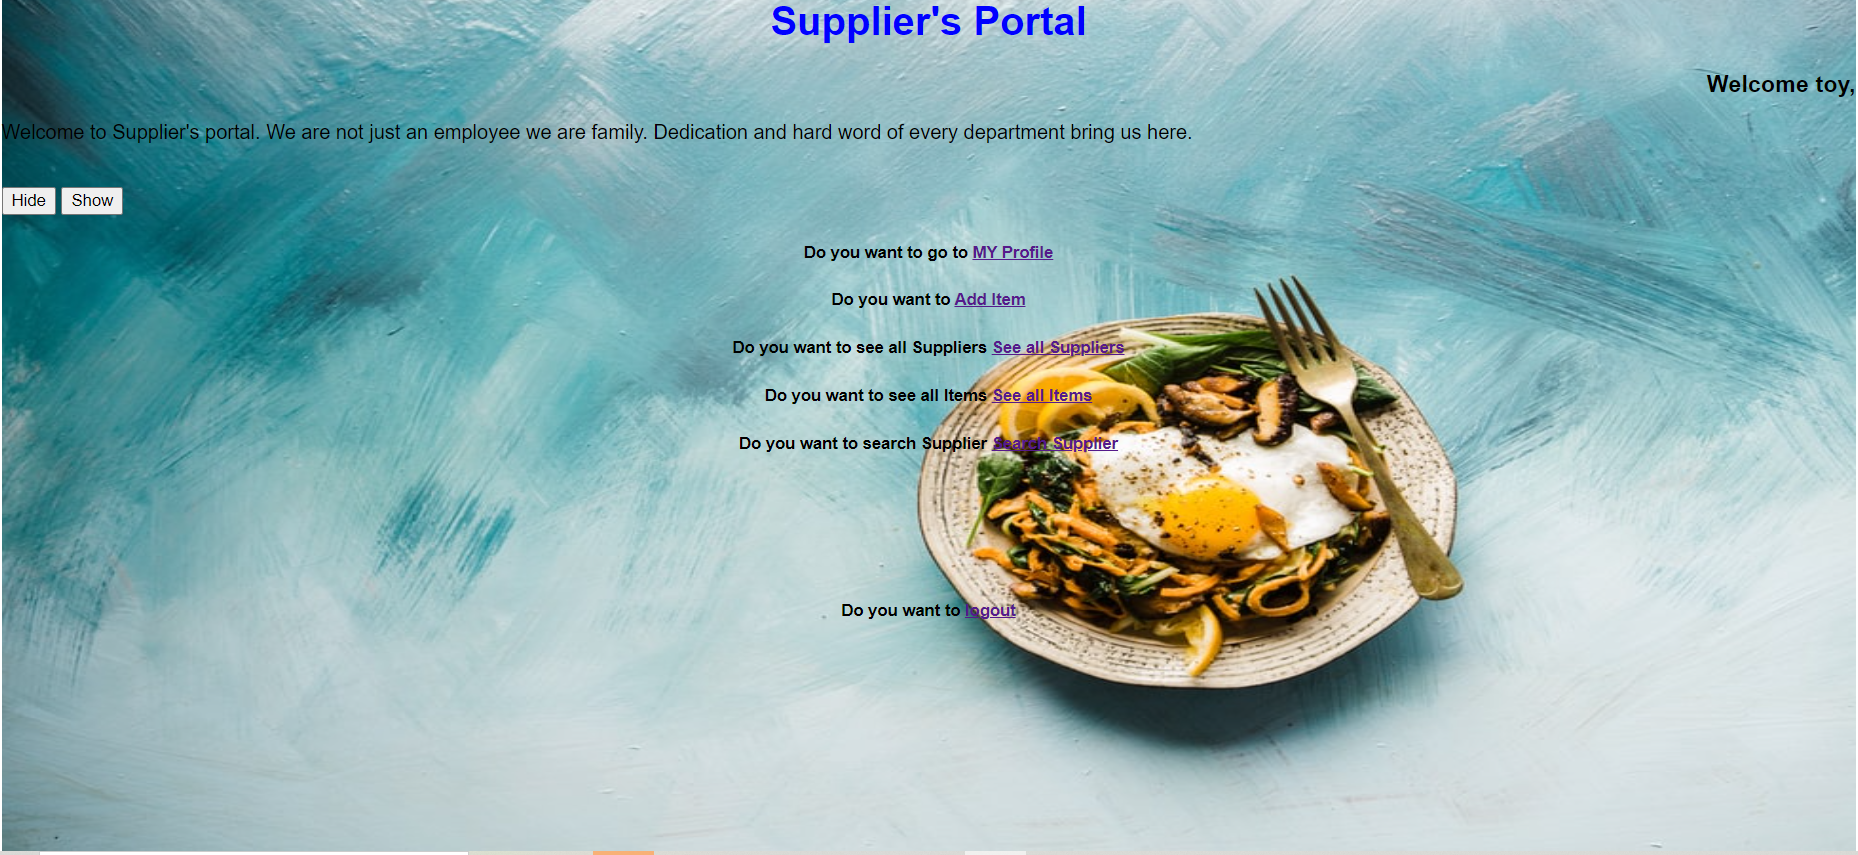 Supplier's Portal
Welcome toy,
Welcome to Supplier's portal. We are not just an employee we are family. Dedication and hard word of every department bring us here.
Hide Show
Do you want to go to MY Profile
Do you want to Add Item
Do you want to see all Suppliers See all Suppliers
Do you want to see all Items See all Items
Do you want to search Supplier Search Supplier
Do you want to logout